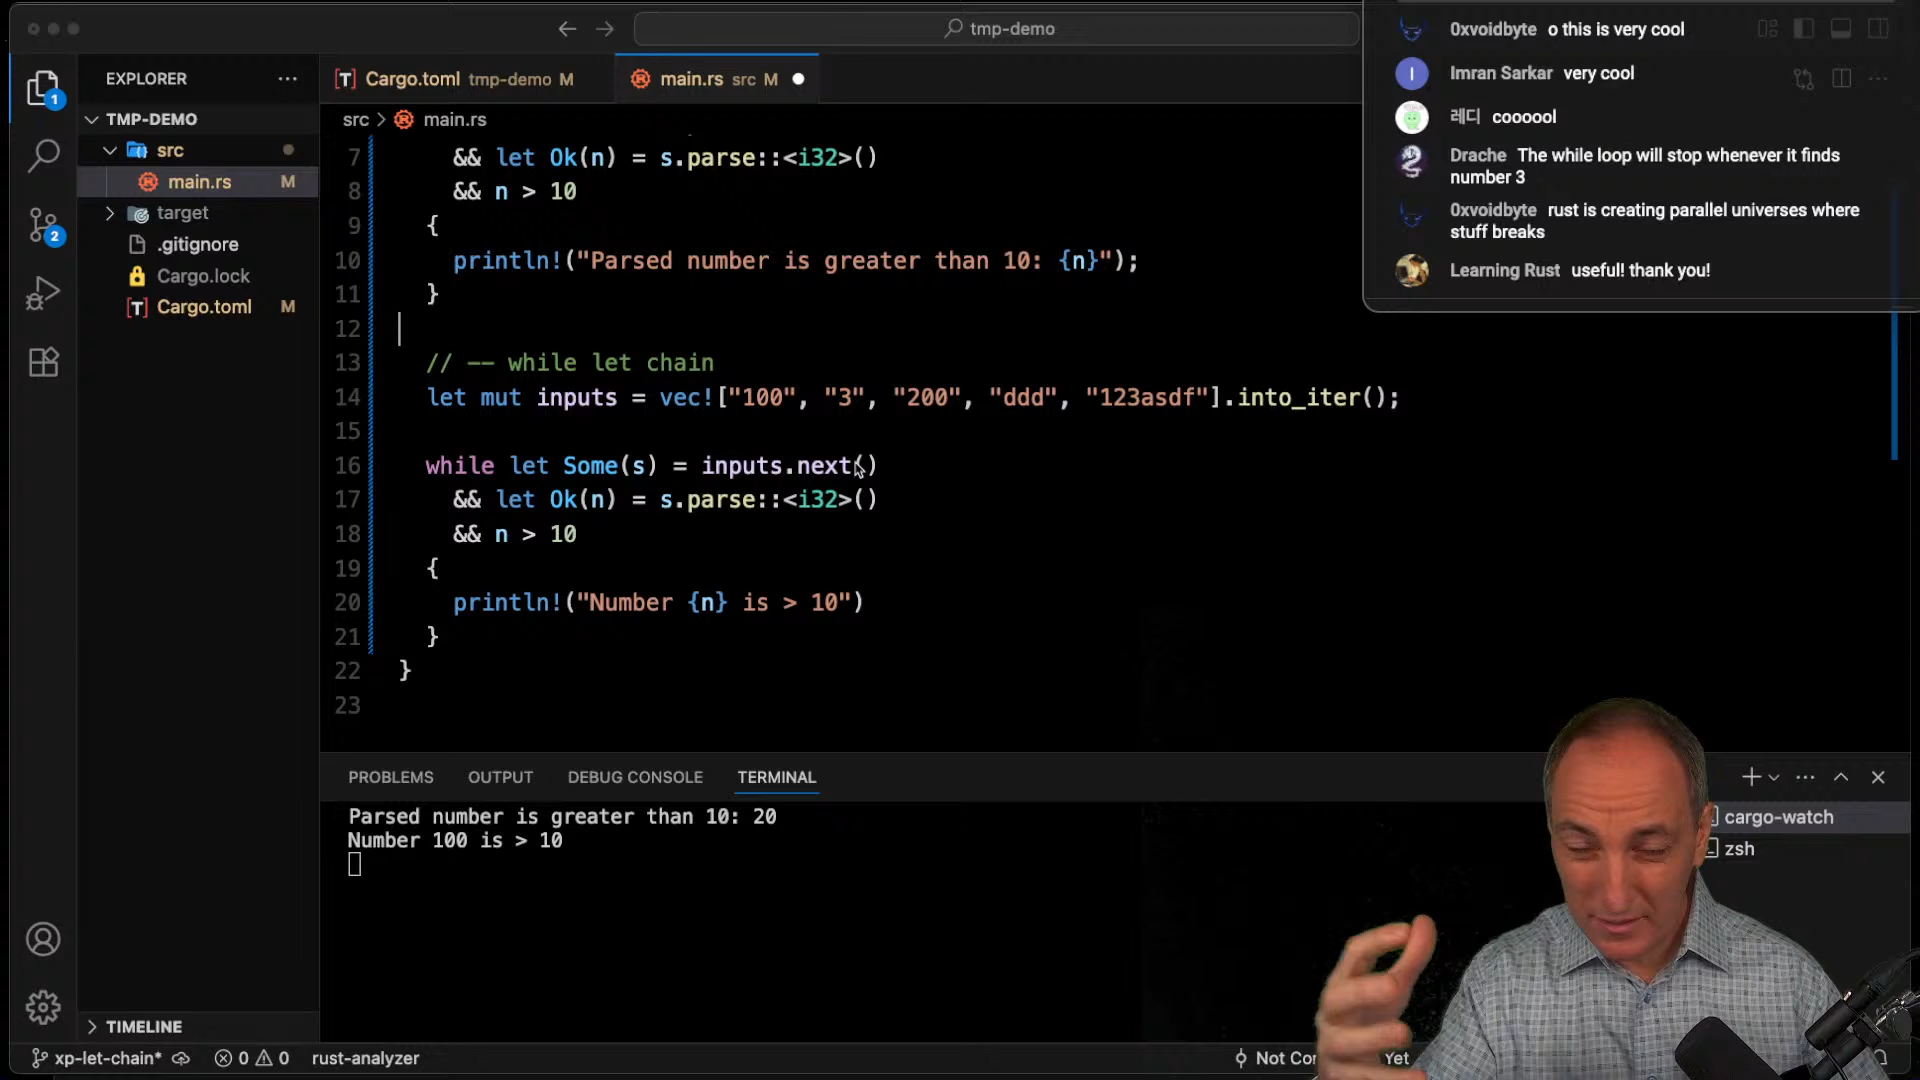 tmp-demo
EXPLORER
Cargo.toml tmp-demo M
main.rs src M
TMP-DEMO
src
main.rs M
target
.gitignore
Cargo.lock
Cargo.toml M
src > main.rs
7 && let Ok(n) = s.parse::<i32>()
8 && n > 10
9 {
10 println!("Parsed number is greater than 10: {n}");
11 }
12
13 // -- while let chain
14 let mut inputs = vec!["100", "3", "200", "ddd", "123asdf"].into_iter();
15
16 while let Some(s) = inputs.next()
17 && let Ok(n) = s.parse::<i32>()
18 && n > 10
19 {
20 println!("Number {n} is > 10")
21 }
22 }
23
0xvoidbyte o this is very cool
I Imran Sarkar very cool
레디 coooool
Drache The while loop will stop whenever it finds
number 3
0xvoidbyte rust is creating parallel universes where
stuff breaks
Learning Rust useful! thank you!
PROBLEMS OUTPUT DEBUG CONSOLE TERMINAL
Parsed number is greater than 10: 20
Number 100 is > 10
cargo-watch
zsh
1
2
TIMELINE
xp-let-chain* 0 0 rust-analyzer
Not Yet